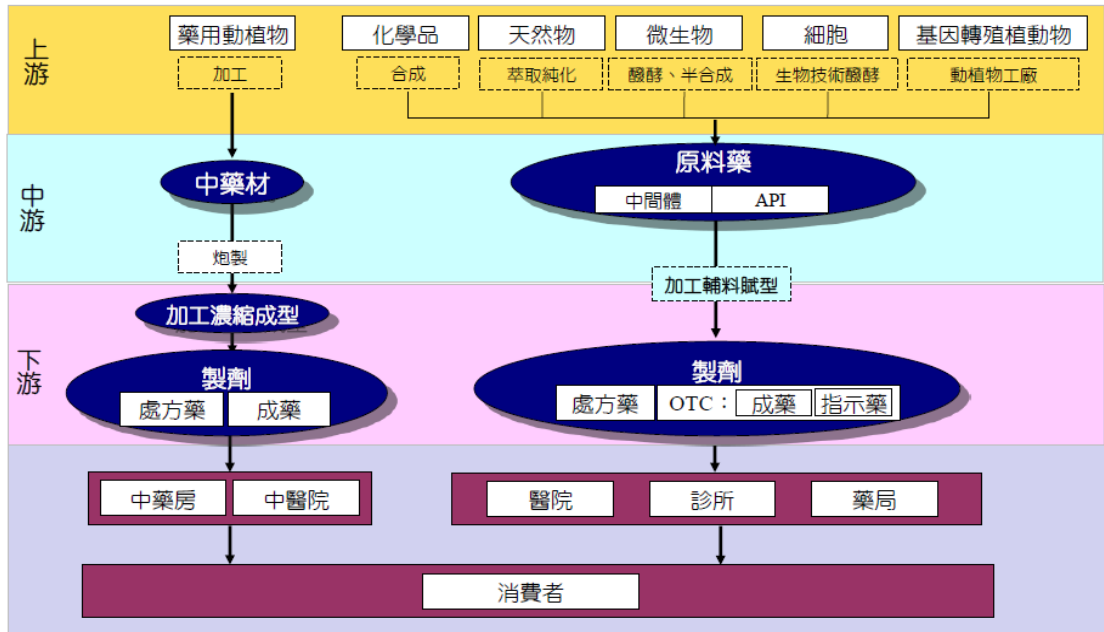 上游
藥用動植物
化學品
天然物
微生物
細胞
基因轉殖植動物
加工
合成
萃取純化
醱酵、半合成
生物技術醱酵
動植物工廠
中游
中藥材
原料藥
中間體
API
炮製
加工輔料賦型
下游
加工濃縮成型
製劑
處方藥
成藥
製劑
處方藥
OTC：
成藥
指示藥
中藥房
中醫院
醫院
診所
藥局
消費者